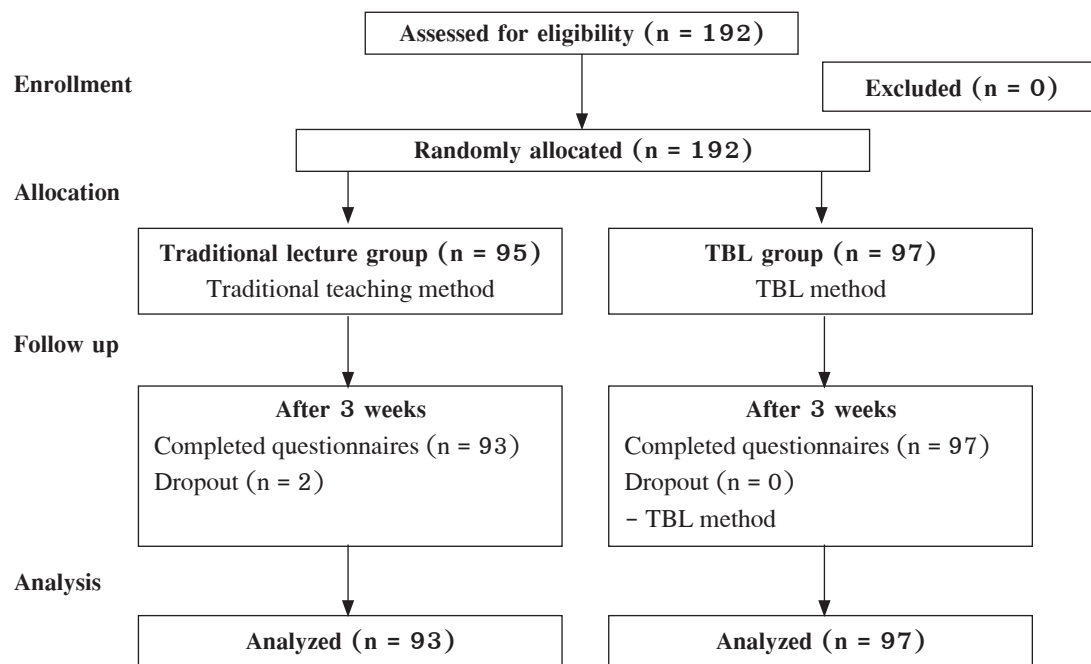 Assessed for eligibility (n = 192)
Enrollment
Excluded (n = 0)
Randomly allocated (n = 192)
Allocation
Traditional lecture group (n = 95)
Traditional teaching method
TBL group (n = 97)
TBL method
Follow up
After 3 weeks
Completed questionnaires (n = 93)
Dropout (n = 2)
After 3 weeks
Completed questionnaires (n = 97)
Dropout (n = 0)
– TBL method
Analysis
Analyzed (n = 93)
Analyzed (n = 97)